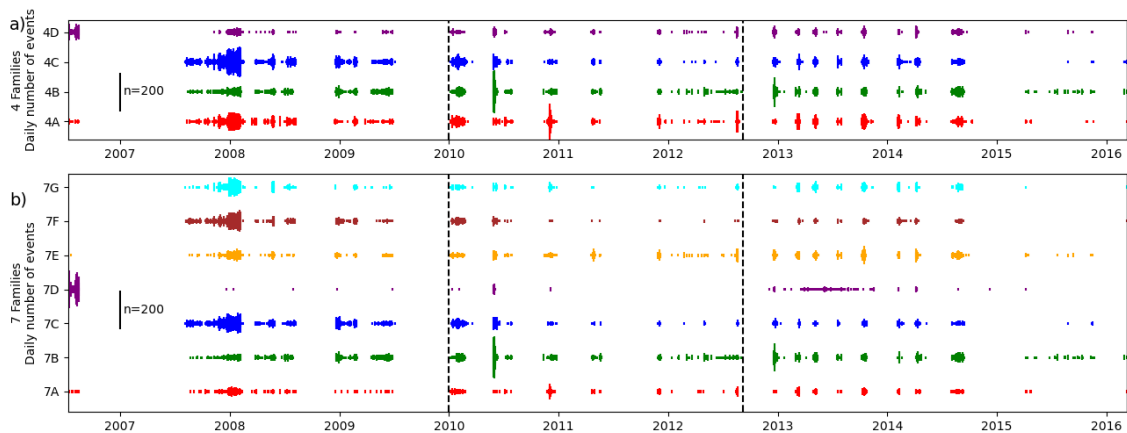 a)
4 Families
Daily number of events
4D
4C
4B
4A
n=200
2007 2008 2009 2010 2011 2012 2013 2014 2015 2016
b)
7 Families
Daily number of events
7G
7F
7E
7D
7C
7B
7A
n=200
2007 2008 2009 2010 2011 2012 2013 2014 2015 2016